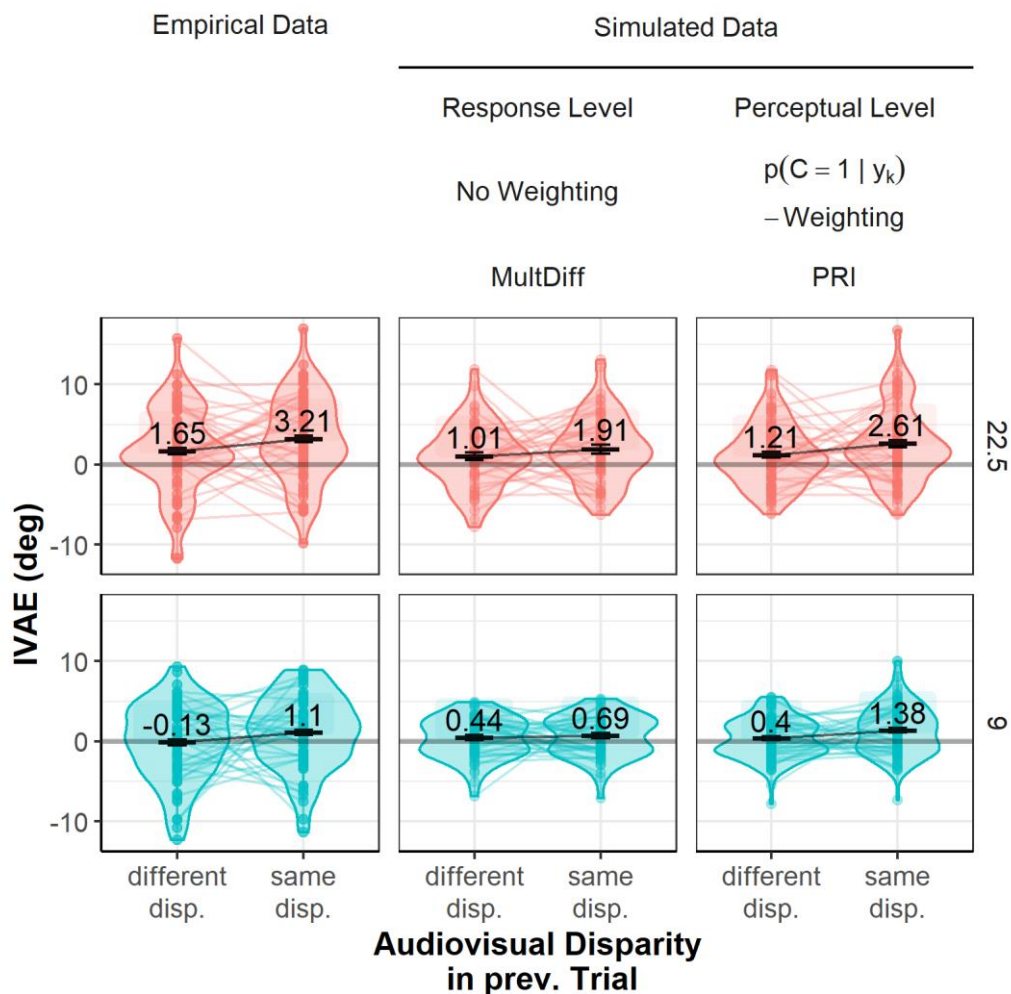 Empirical Data
Simulated Data
Response Level
Perceptual Level
No Weighting
p(C = 1 | yₖ)
– Weighting
MultDiff
PRI
IVAE (deg)
10
0
-10
1.65
3.21
1.01
1.91
1.21
2.61
22.5
10
0
-10
-0.13
1.1
0.44
0.69
0.4
1.38
9
different
disp.
same
disp.
different
disp.
same
disp.
different
disp.
same
disp.
Audiovisual Disparity
in prev. Trial